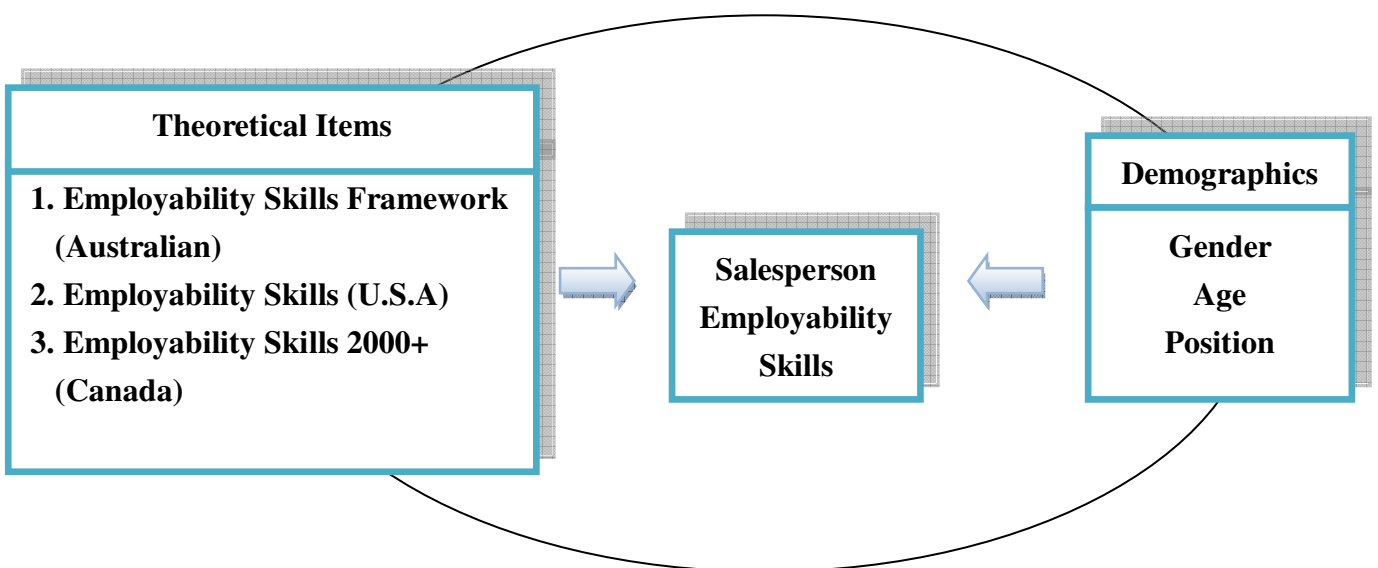 Theoretical Items
1. Employability Skills Framework
(Australian)
2. Employability Skills (U.S.A)
3. Employability Skills 2000+
(Canada)
Salesperson
Employability
Skills
Demographics
Gender
Age
Position